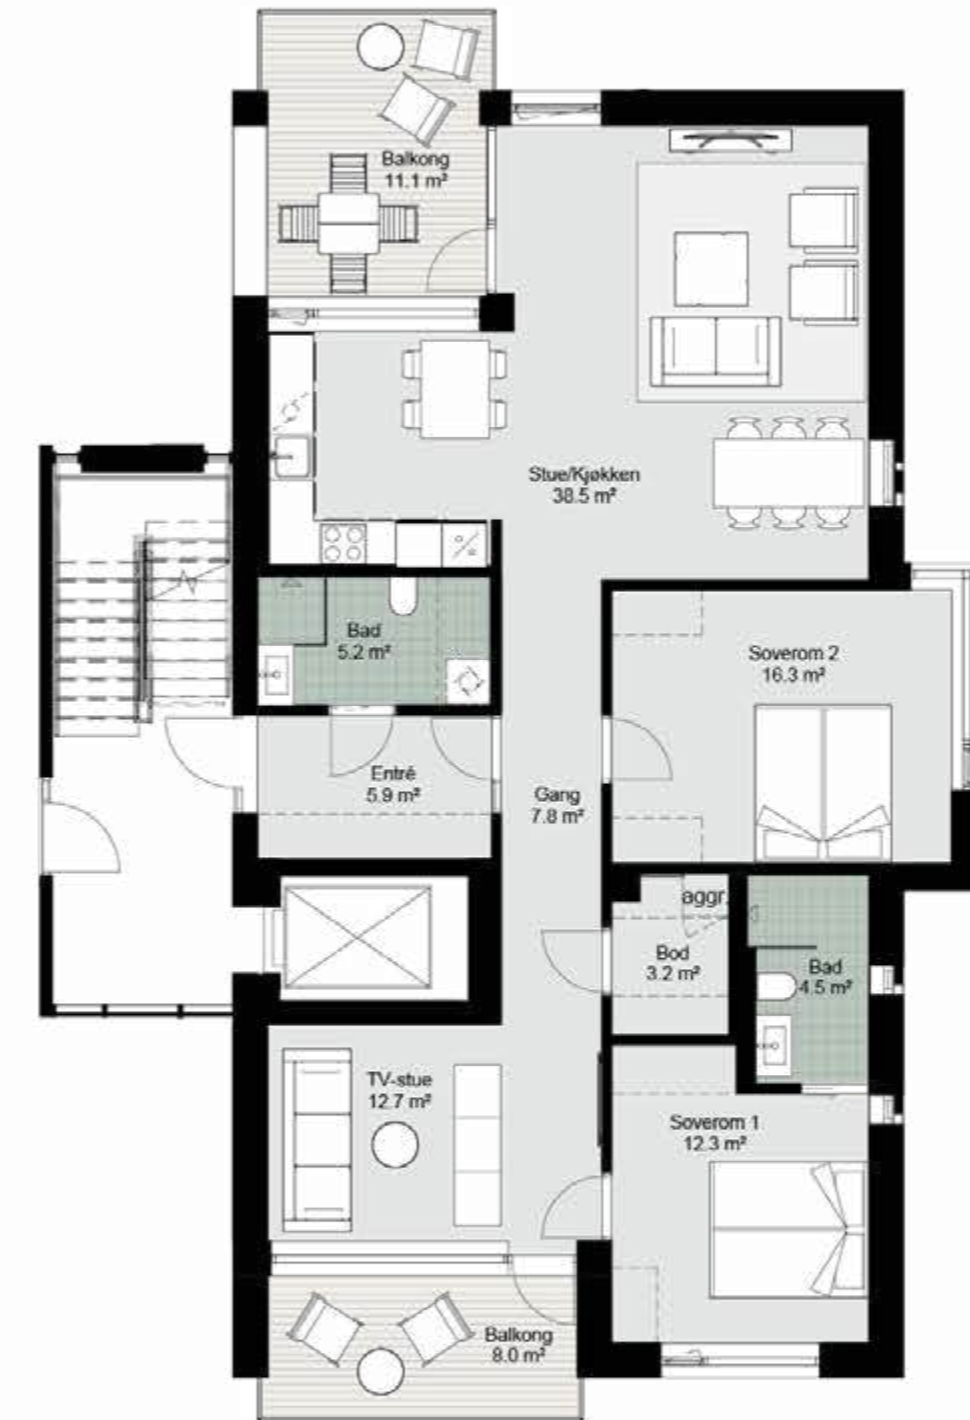 Balkong
11.1 m²
Stue/Kjøkken
38.5 m²
Bad
5.2 m²
Soverom 2
16.3 m²
Entré
5.9 m²
Gang
7.8 m²
aggr.
Bod
3.2 m²
Bad
4.5 m²
TV-stue
12.7 m²
Soverom 1
12.3 m²
Balkong
8.0 m²